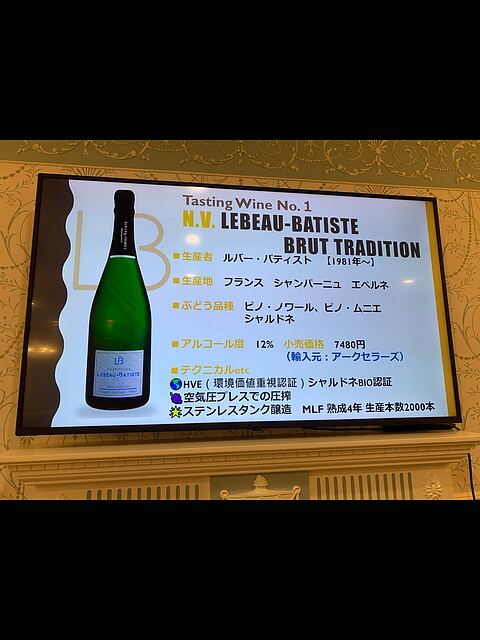 Tasting Wine No. 1
N.V. LEBEAU-BATISTE
BRUT TRADITION
■生産者 ルバー・バティスト 【1981年～】
■生産地 フランス シャンパーニュ エペルネ
■ぶどう品種 ピノ・ノワール、ピノ・ムニエ
シャルドネ
■アルコール度 12% 小売価格 7480円
（輸入元：アークセラーズ）
■テクニカルetc
HVE（環境価値重視認証）シャルドネBIO認証
空気圧プレスでの圧搾
ステンレスタンク醸造 MLF 熟成4年 生産本数2000本
LB
LB
CHAMPAGNE
LEBEAU-BATISTE